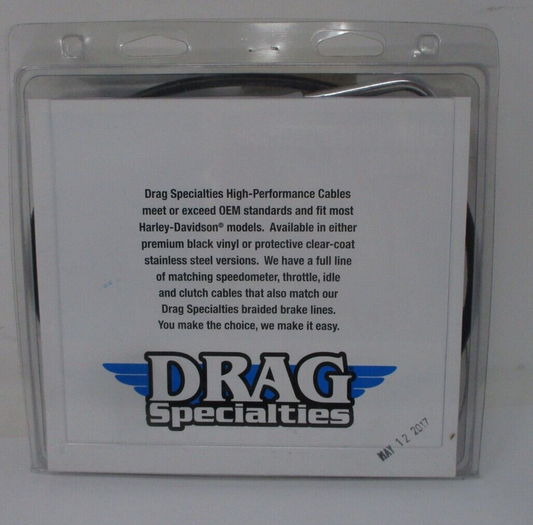 Drag Specialties High-Performance Cables
meet or exceed OEM standards and fit most
Harley-Davidson® models.  Available in either
premium black vinyl or protective clear-coat
stainless steel versions.  We have a full line
of matching speedometer, throttle, idle
and clutch cables that also match our
Drag Specialties braided brake lines.
You make the choice, we make it easy.
DRAG
Specialties
MAY 12 2017